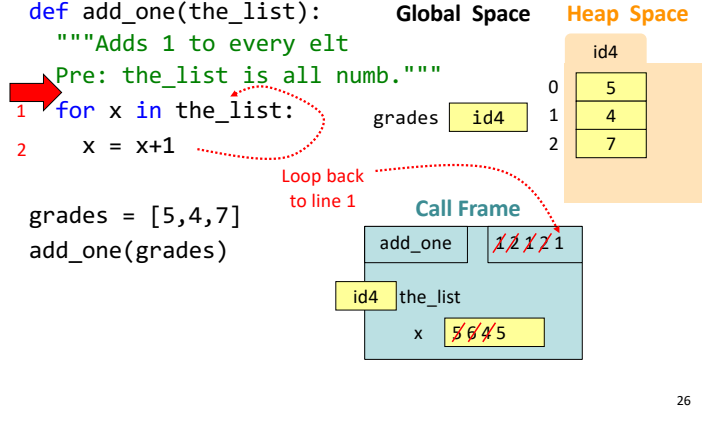 def add_one(the_list):
"""Adds 1 to every elt
Pre: the_list is all numb."""
1 for x in the_list:
2 x = x+1
Loop back
to line 1
grades = [5,4,7]
add_one(grades)
Global Space
Heap Space
id4
grades id4
0 5
1 4
2 7
Call Frame
add_one 1 2 1 2 1
id4 the_list
x 5 6 4 5
26